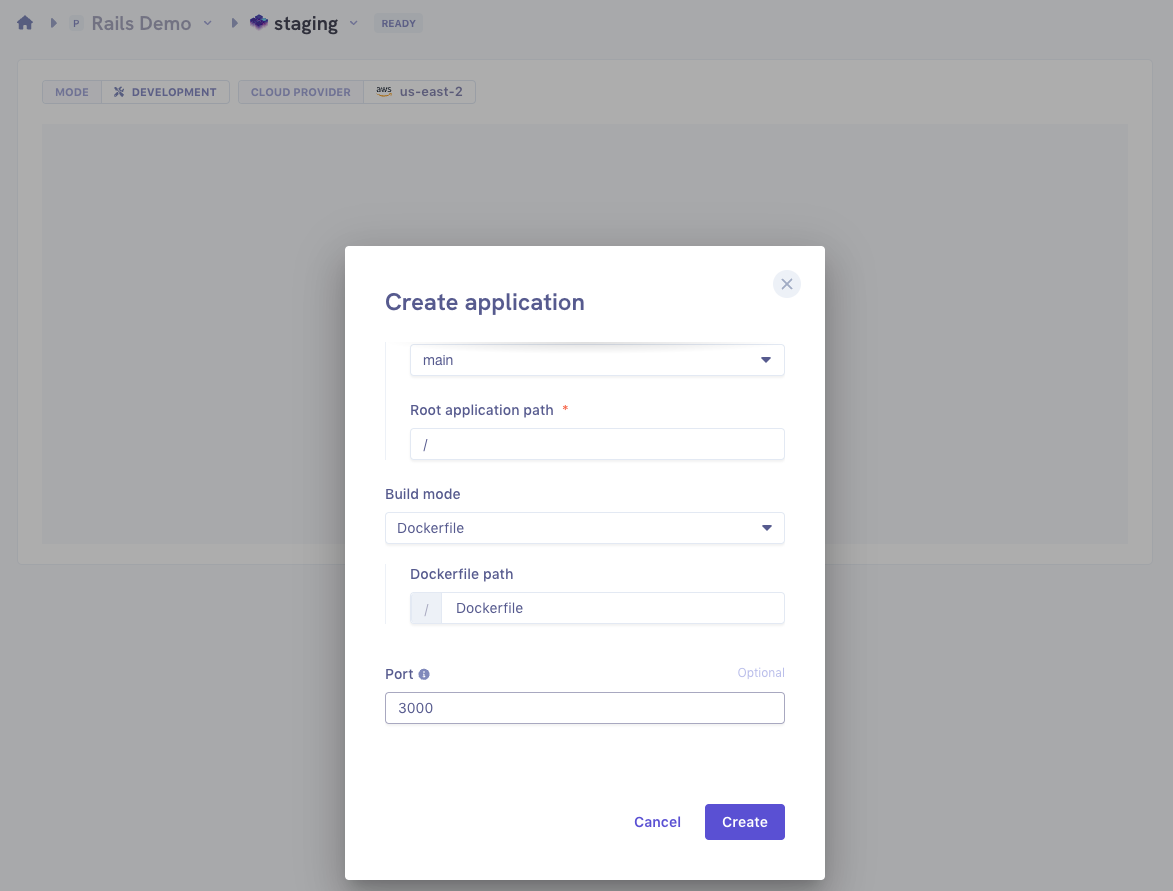 P Rails Demo staging READY
MODE DEVELOPMENT CLOUD PROVIDER aws us-east-2
Create application
main
Root application path *
/
Build mode
Dockerfile
Dockerfile path
/ Dockerfile
Port Optional
3000
Cancel Create